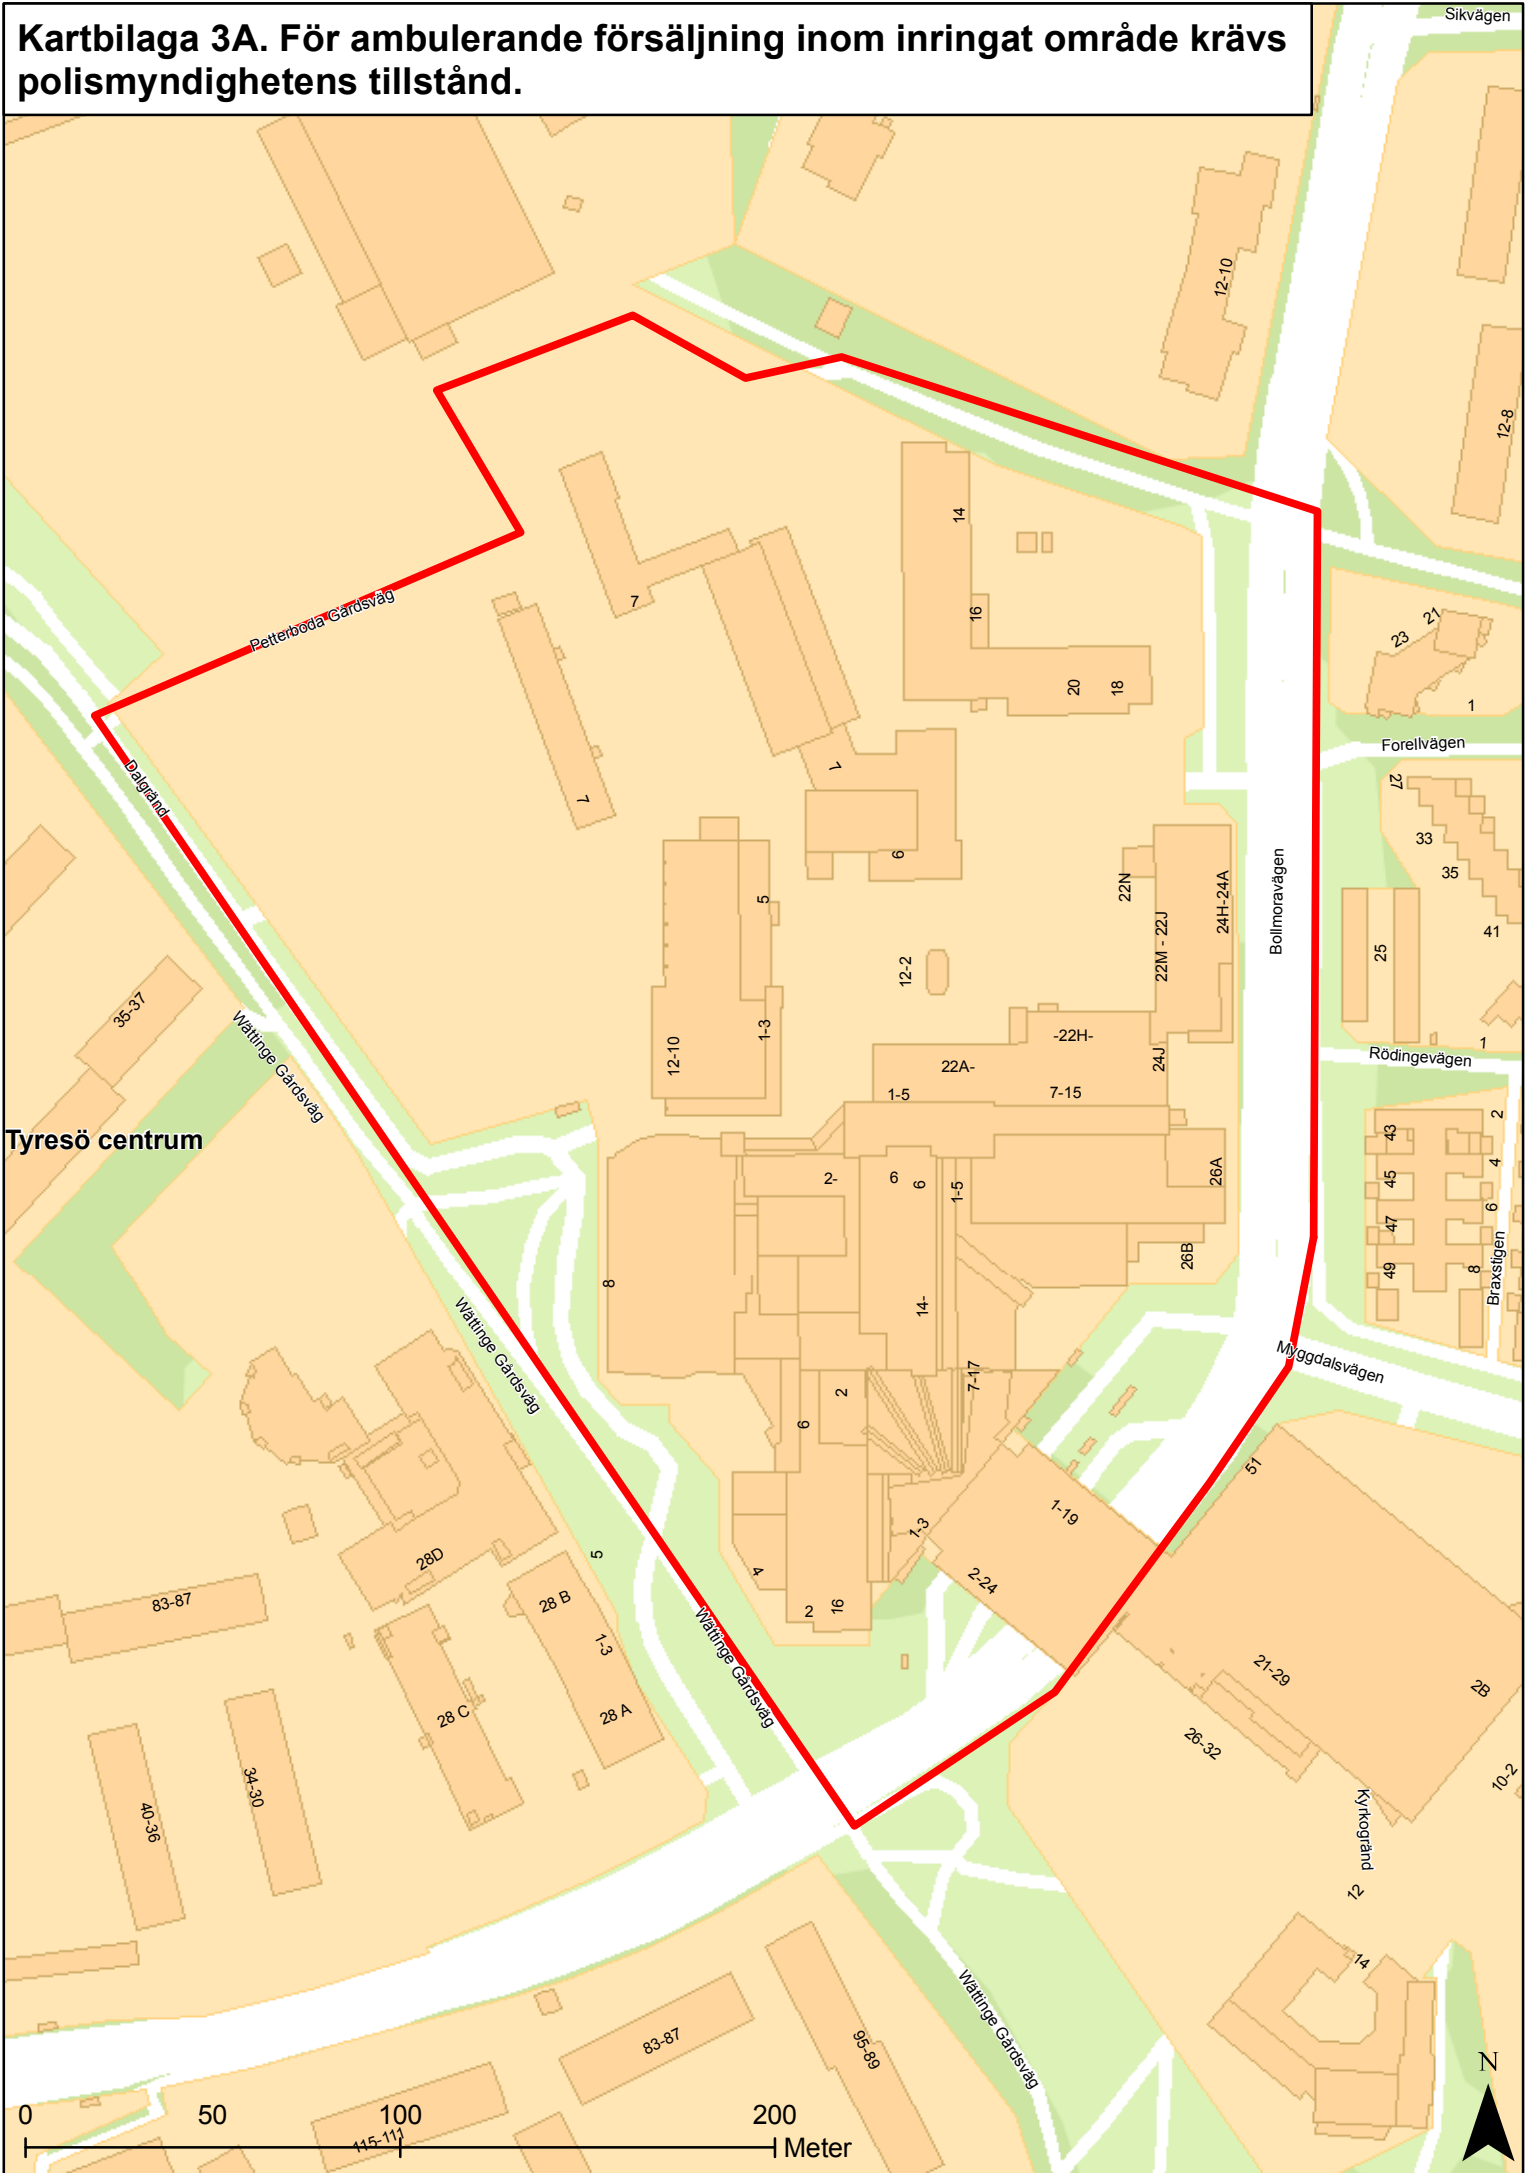 Kartbilaga 3A. För ambulerande försäljning inom inringat område krävs
polismyndighetens tillstånd.
Sikvägen
12-10
12-8
14
16
7
Petterboda Gårdsväg
20
18
23
21
1
Forellvägen
7
7
Dalgränd
6
5
22N
22M - 22J
24H-24A
Bollmoravägen
27
33
35
41
25
12-2
35-37
Wättinge Gårdsväg
12-10
1-3
-22H-
22A-
24J
1-5
7-15
Rödingevägen
1
Tyresö centrum
2-
6
6
1-5
26A
43
45
47
49
2
4
6
8
Braxstigen
8
26B
14-
Wättinge Gårdsväg
Myggdalsvägen
7-17
2
6
51
1-19
1-3
2-24
4
2
16
5
28D
28 B
1-3
28 A
28 C
83-87
34-30
40-36
Wättinge Gårdsväg
21-29
2B
26-32
10-2
Kyrkogränd
12
14
Wättinge Gårdsväg
83-87
95-89
115-111
N
0
50
100
200
Meter